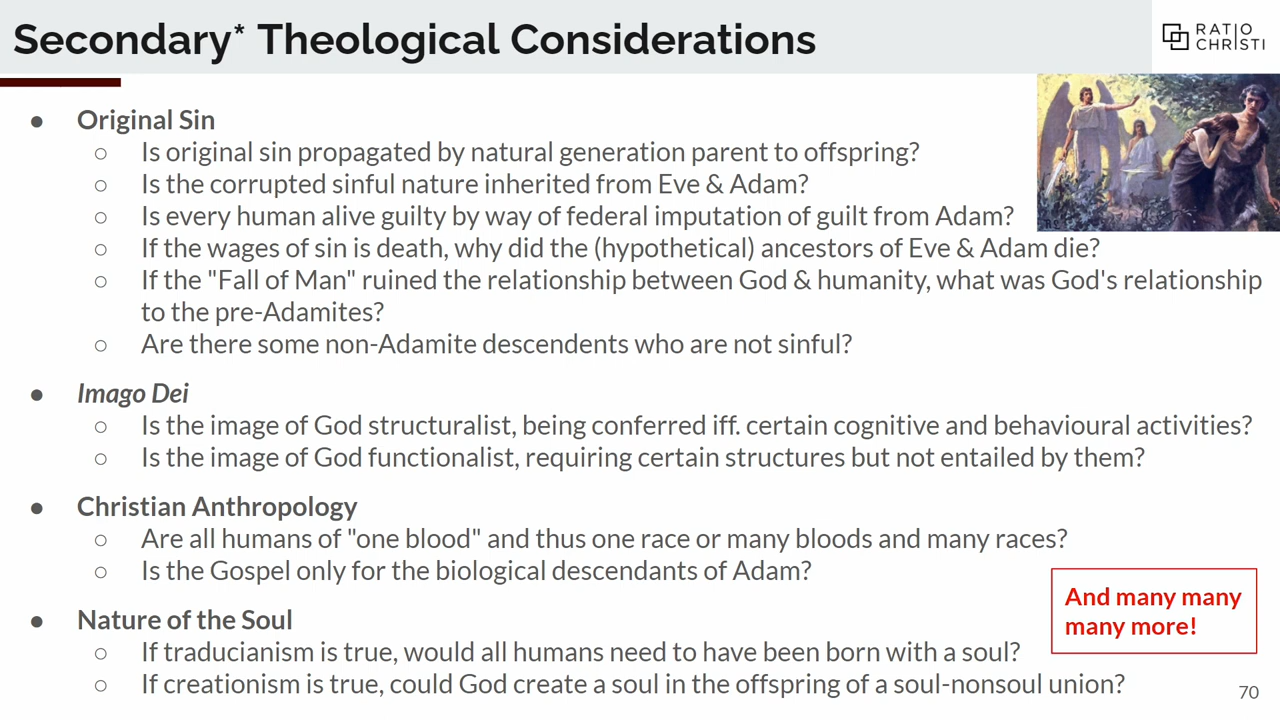 Secondary* Theological Considerations
RATIO
CHRISTI
● Original Sin
○ Is original sin propagated by natural generation parent to offspring?
○ Is the corrupted sinful nature inherited from Eve & Adam?
○ Is every human alive guilty by way of federal imputation of guilt from Adam?
○ If the wages of sin is death, why did the (hypothetical) ancestors of Eve & Adam die?
○ If the "Fall of Man" ruined the relationship between God & humanity, what was God's relationship
to the pre-Adamites?
○ Are there some non-Adamite descendents who are not sinful?
● Imago Dei
○ Is the image of God structuralist, being conferred iff. certain cognitive and behavioural activities?
○ Is the image of God functionalist, requiring certain structures but not entailed by them?
● Christian Anthropology
○ Are all humans of "one blood" and thus one race or many bloods and many races?
○ Is the Gospel only for the biological descendants of Adam?
● Nature of the Soul
○ If traducianism is true, would all humans need to have been born with a soul?
○ If creationism is true, could God create a soul in the offspring of a soul-nonsoul union?
And many many
many more!
70